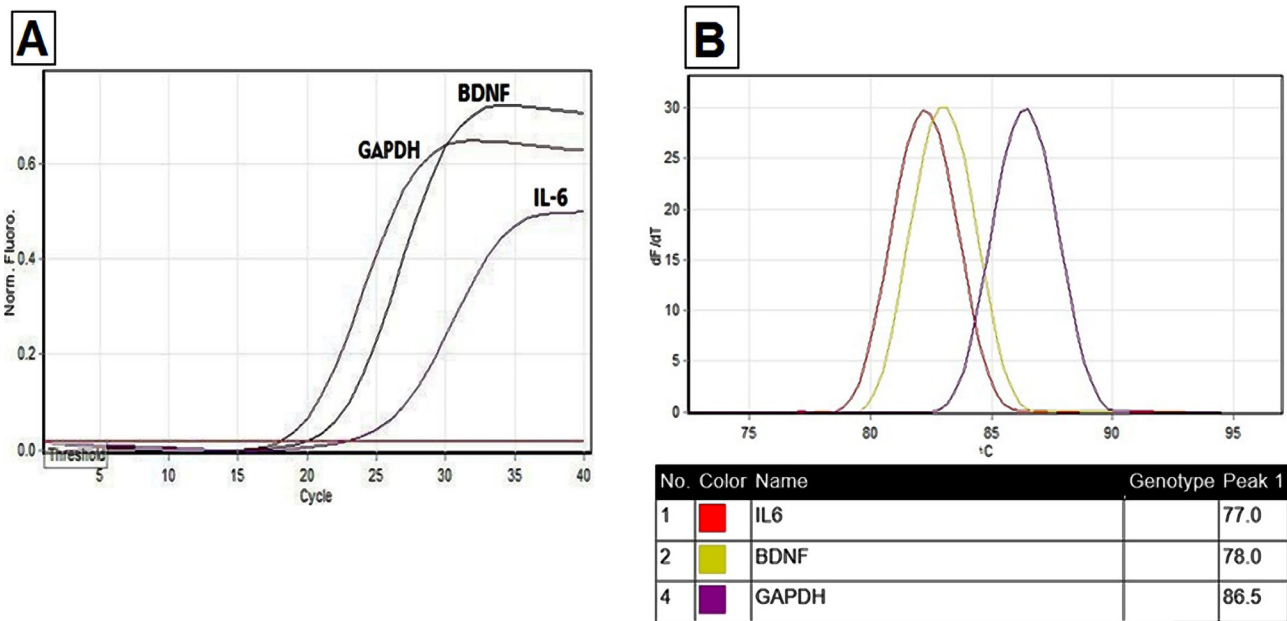 A
BDNF
GAPDH
IL-6
Norm. Fluoro.
0.6
0.4
0.2
0.0
Threshold
5 10 15 20 25 30 35 40
Cycle
B
dF/dT
30
25
20
15
10
5
0
75 80 85 90 95
°C
No. Color Name Genotype Peak 1
1 IL6 77.0
2 BDNF 78.0
4 GAPDH 86.5